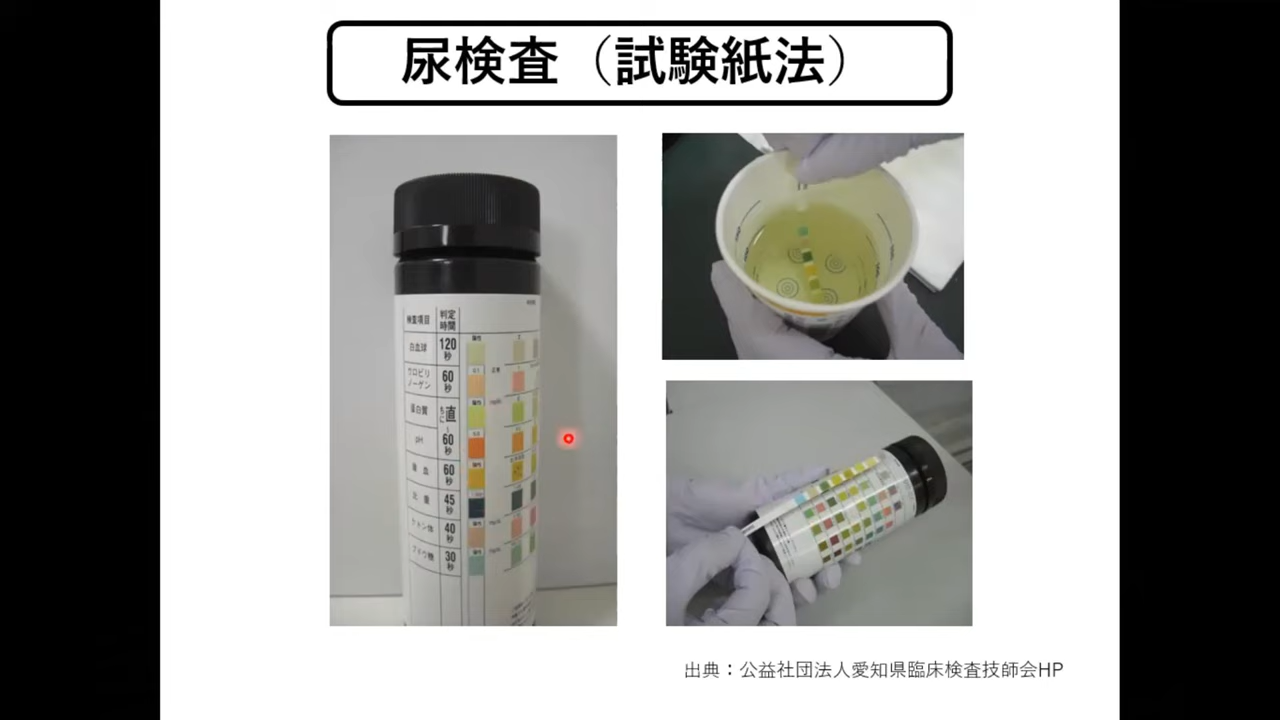 尿検査（試験紙法）
検査項目
判定時間
白血球
120秒
ウロビリノーゲン
60秒
蛋白質
直ちに～60秒
pH
潜血
60秒
比重
45秒
ケトン体
40秒
ブドウ糖
30秒
出典：公益社団法人愛知県臨床検査技師会HP